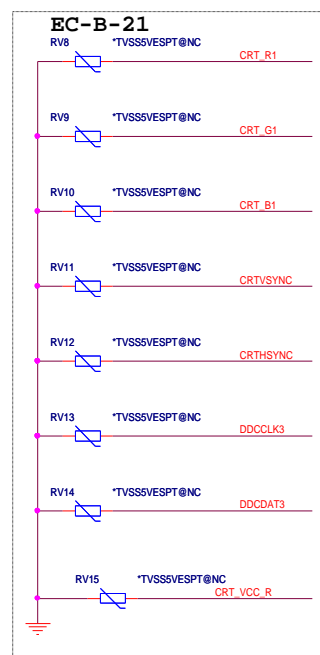 EC-B-21
RV8 *TVSS5VESPT@NC
CRT_R1
RV9 *TVSS5VESPT@NC
CRT_G1
RV10 *TVSS5VESPT@NC
CRT_B1
RV11 *TVSS5VESPT@NC
CRTVSYNC
RV12 *TVSS5VESPT@NC
CRTHSYNC
RV13 *TVSS5VESPT@NC
DDCCLK3
RV14 *TVSS5VESPT@NC
DDCDAT3
RV15 *TVSS5VESPT@NC
CRT_VCC_R